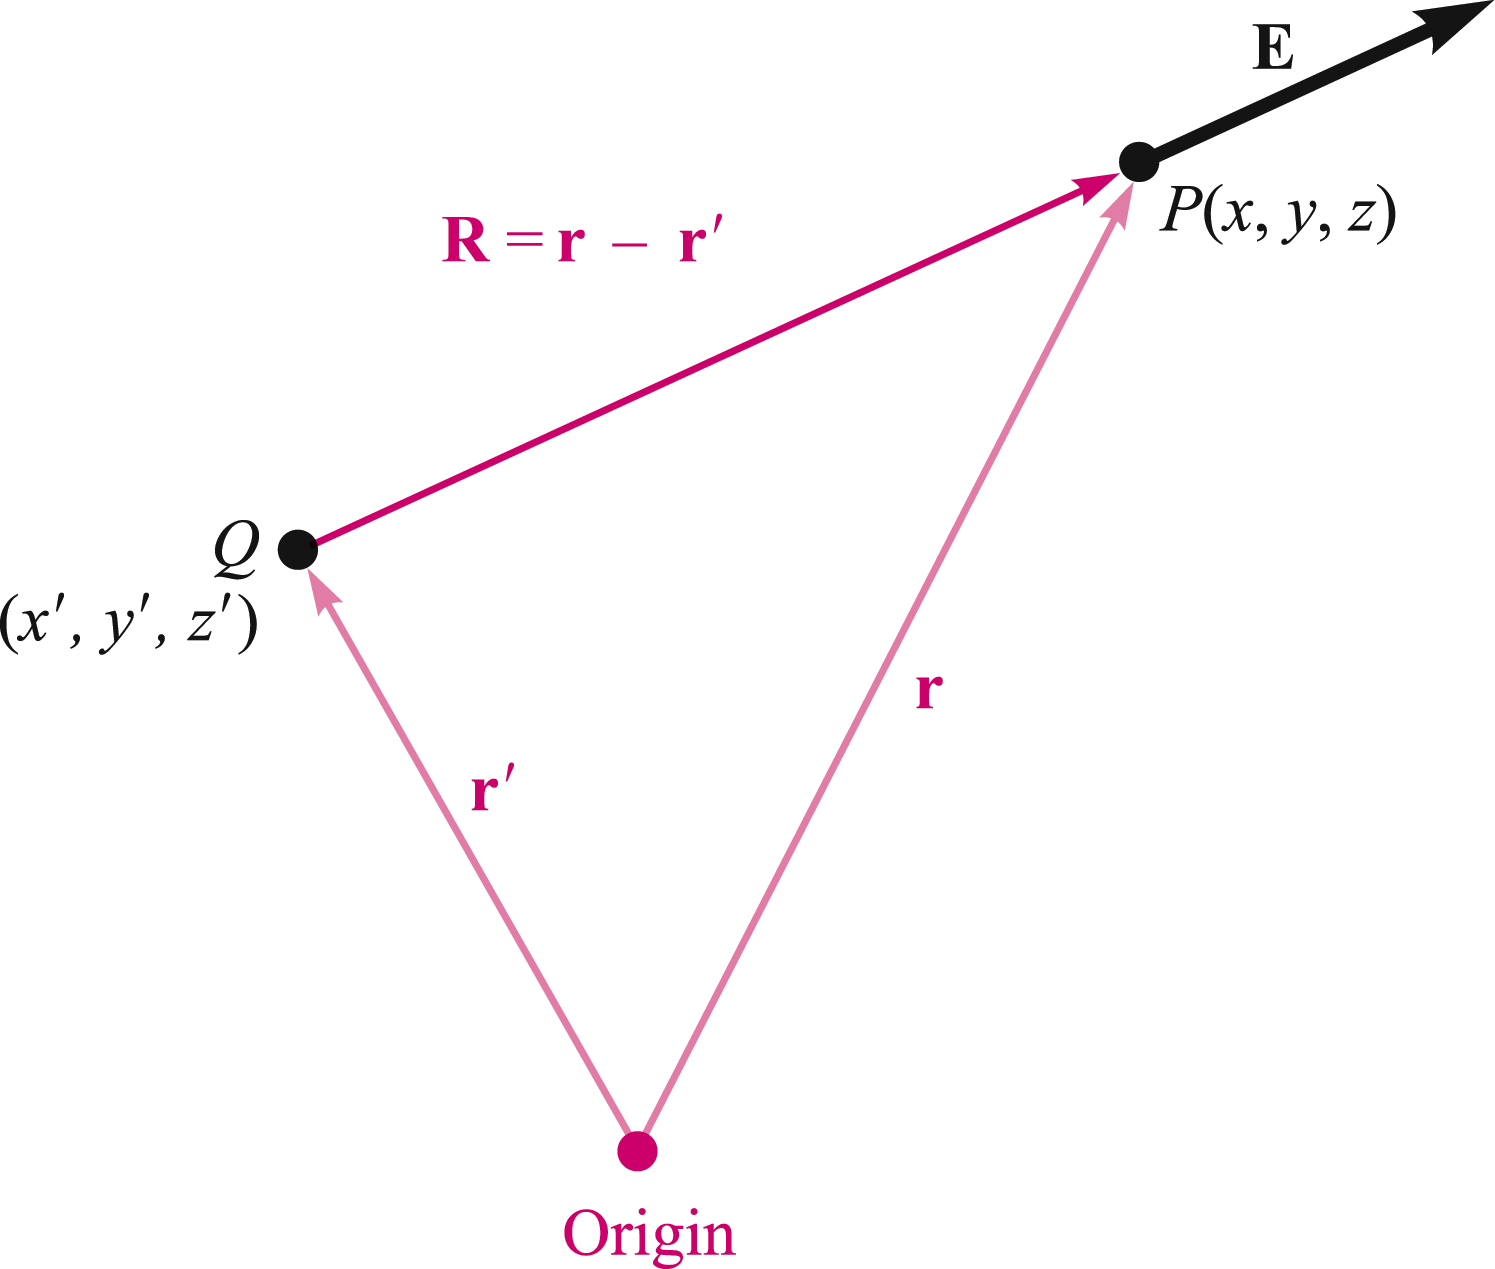 E
P(x, y, z)
R = r − r′
Q
(x′, y′, z′)
r
r′
Origin